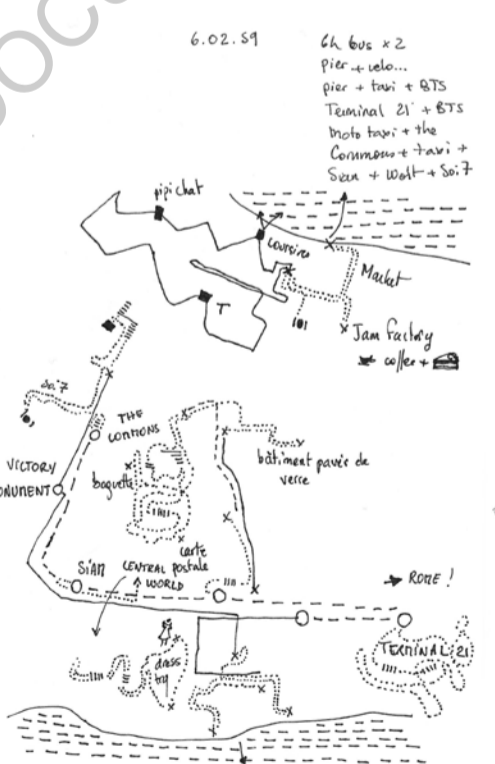 6.02.59
6h bus x 2
pier + velo...
pier + taxi + BTS
Terminal 21 + BTS
moto taxi + the
Commons + taxi +
Siam + Walk + Soi 7
pipi chat
coursives
Market
T
Jam factory
coffee +
Soi 7
THE
COMMONS
VICTORY
MONUMENT
baguette
bâtiment pavés de
verre
carte
postale
SIAM
CENTRAL
WORLD
ROME !
TERMINAL 21
dress
try